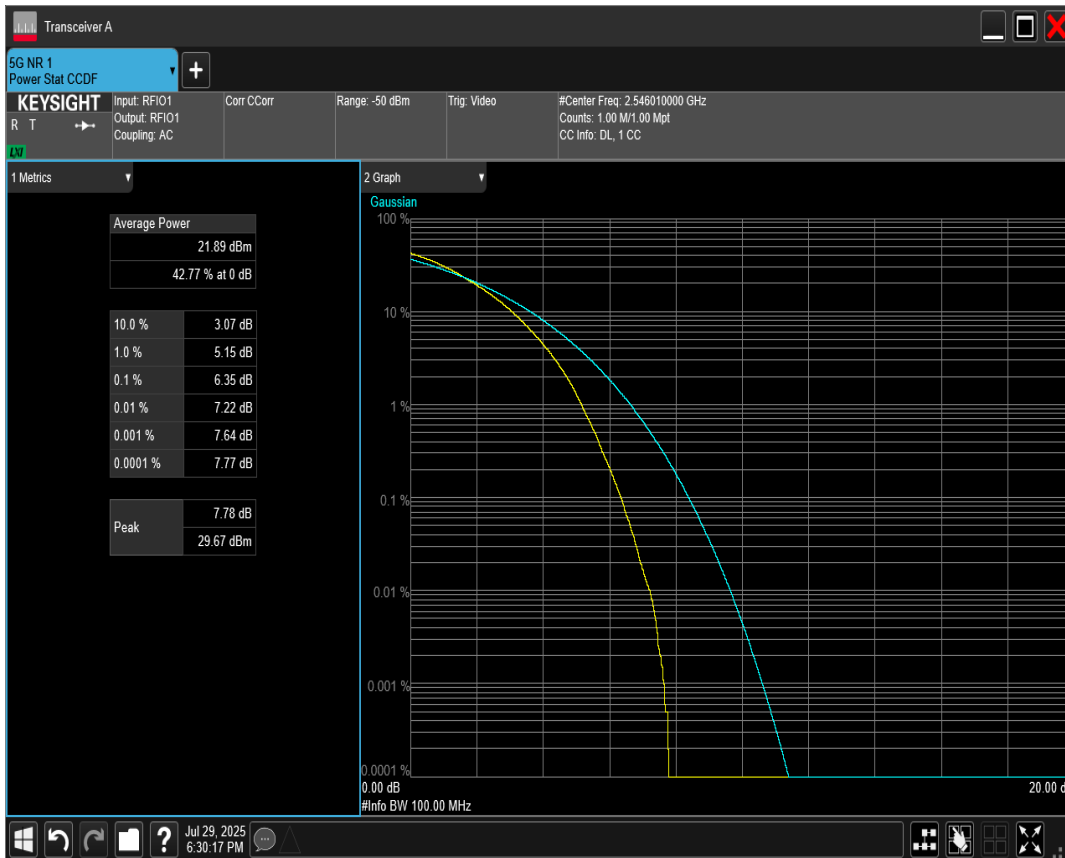 Transceiver A
5G NR 1
Power Stat CCDF
KEYSIGHT
R T
LXI
Input: RFIO1
Output: RFIO1
Coupling: AC
Corr CCorr
Range: -50 dBm
Trig: Video
#Center Freq: 2.546010000 GHz
Counts: 1.00 M/1.00 Mpt
CC Info: DL, 1 CC
1 Metrics
Average Power
21.89 dBm
42.77 % at 0 dB
10.0 % 3.07 dB
1.0 % 5.15 dB
0.1 % 6.35 dB
0.01 % 7.22 dB
0.001 % 7.64 dB
0.0001 % 7.77 dB
Peak
7.78 dB
29.67 dBm
2 Graph
Gaussian
100 %
10 %
1 %
0.1 %
0.01 %
0.001 %
0.0001 %
0.00 dB
20.00 d
#Info BW 100.00 MHz
Jul 29, 2025
6:30:17 PM